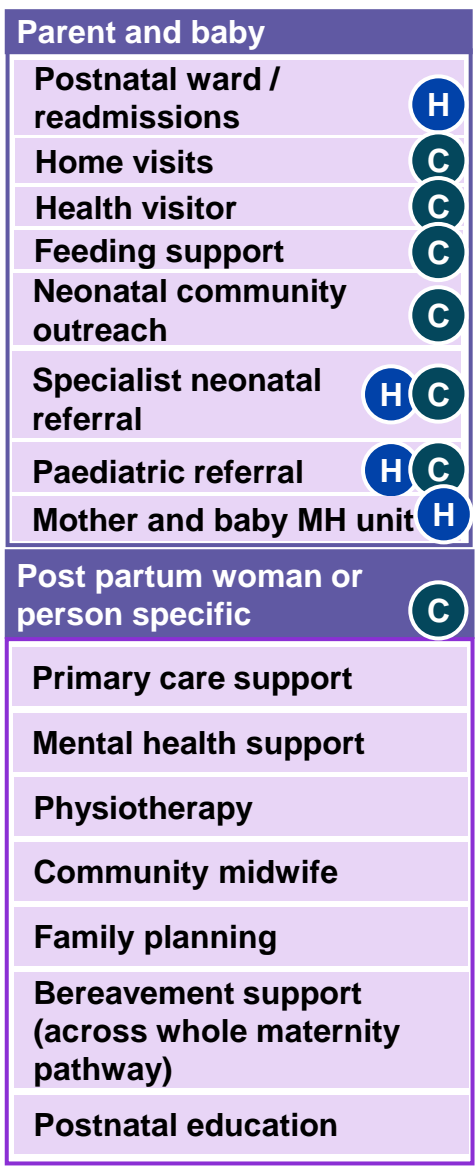 Parent and baby
Postnatal ward /
readmissions
H
Home visits
C
Health visitor
C
Feeding support
C
Neonatal community
outreach
C
Specialist neonatal
referral
H C
Paediatric referral
H C
Mother and baby MH unit
H
Post partum woman or
person specific
C
Primary care support
Mental health support
Physiotherapy
Community midwife
Family planning
Bereavement support
(across whole maternity
pathway)
Postnatal education